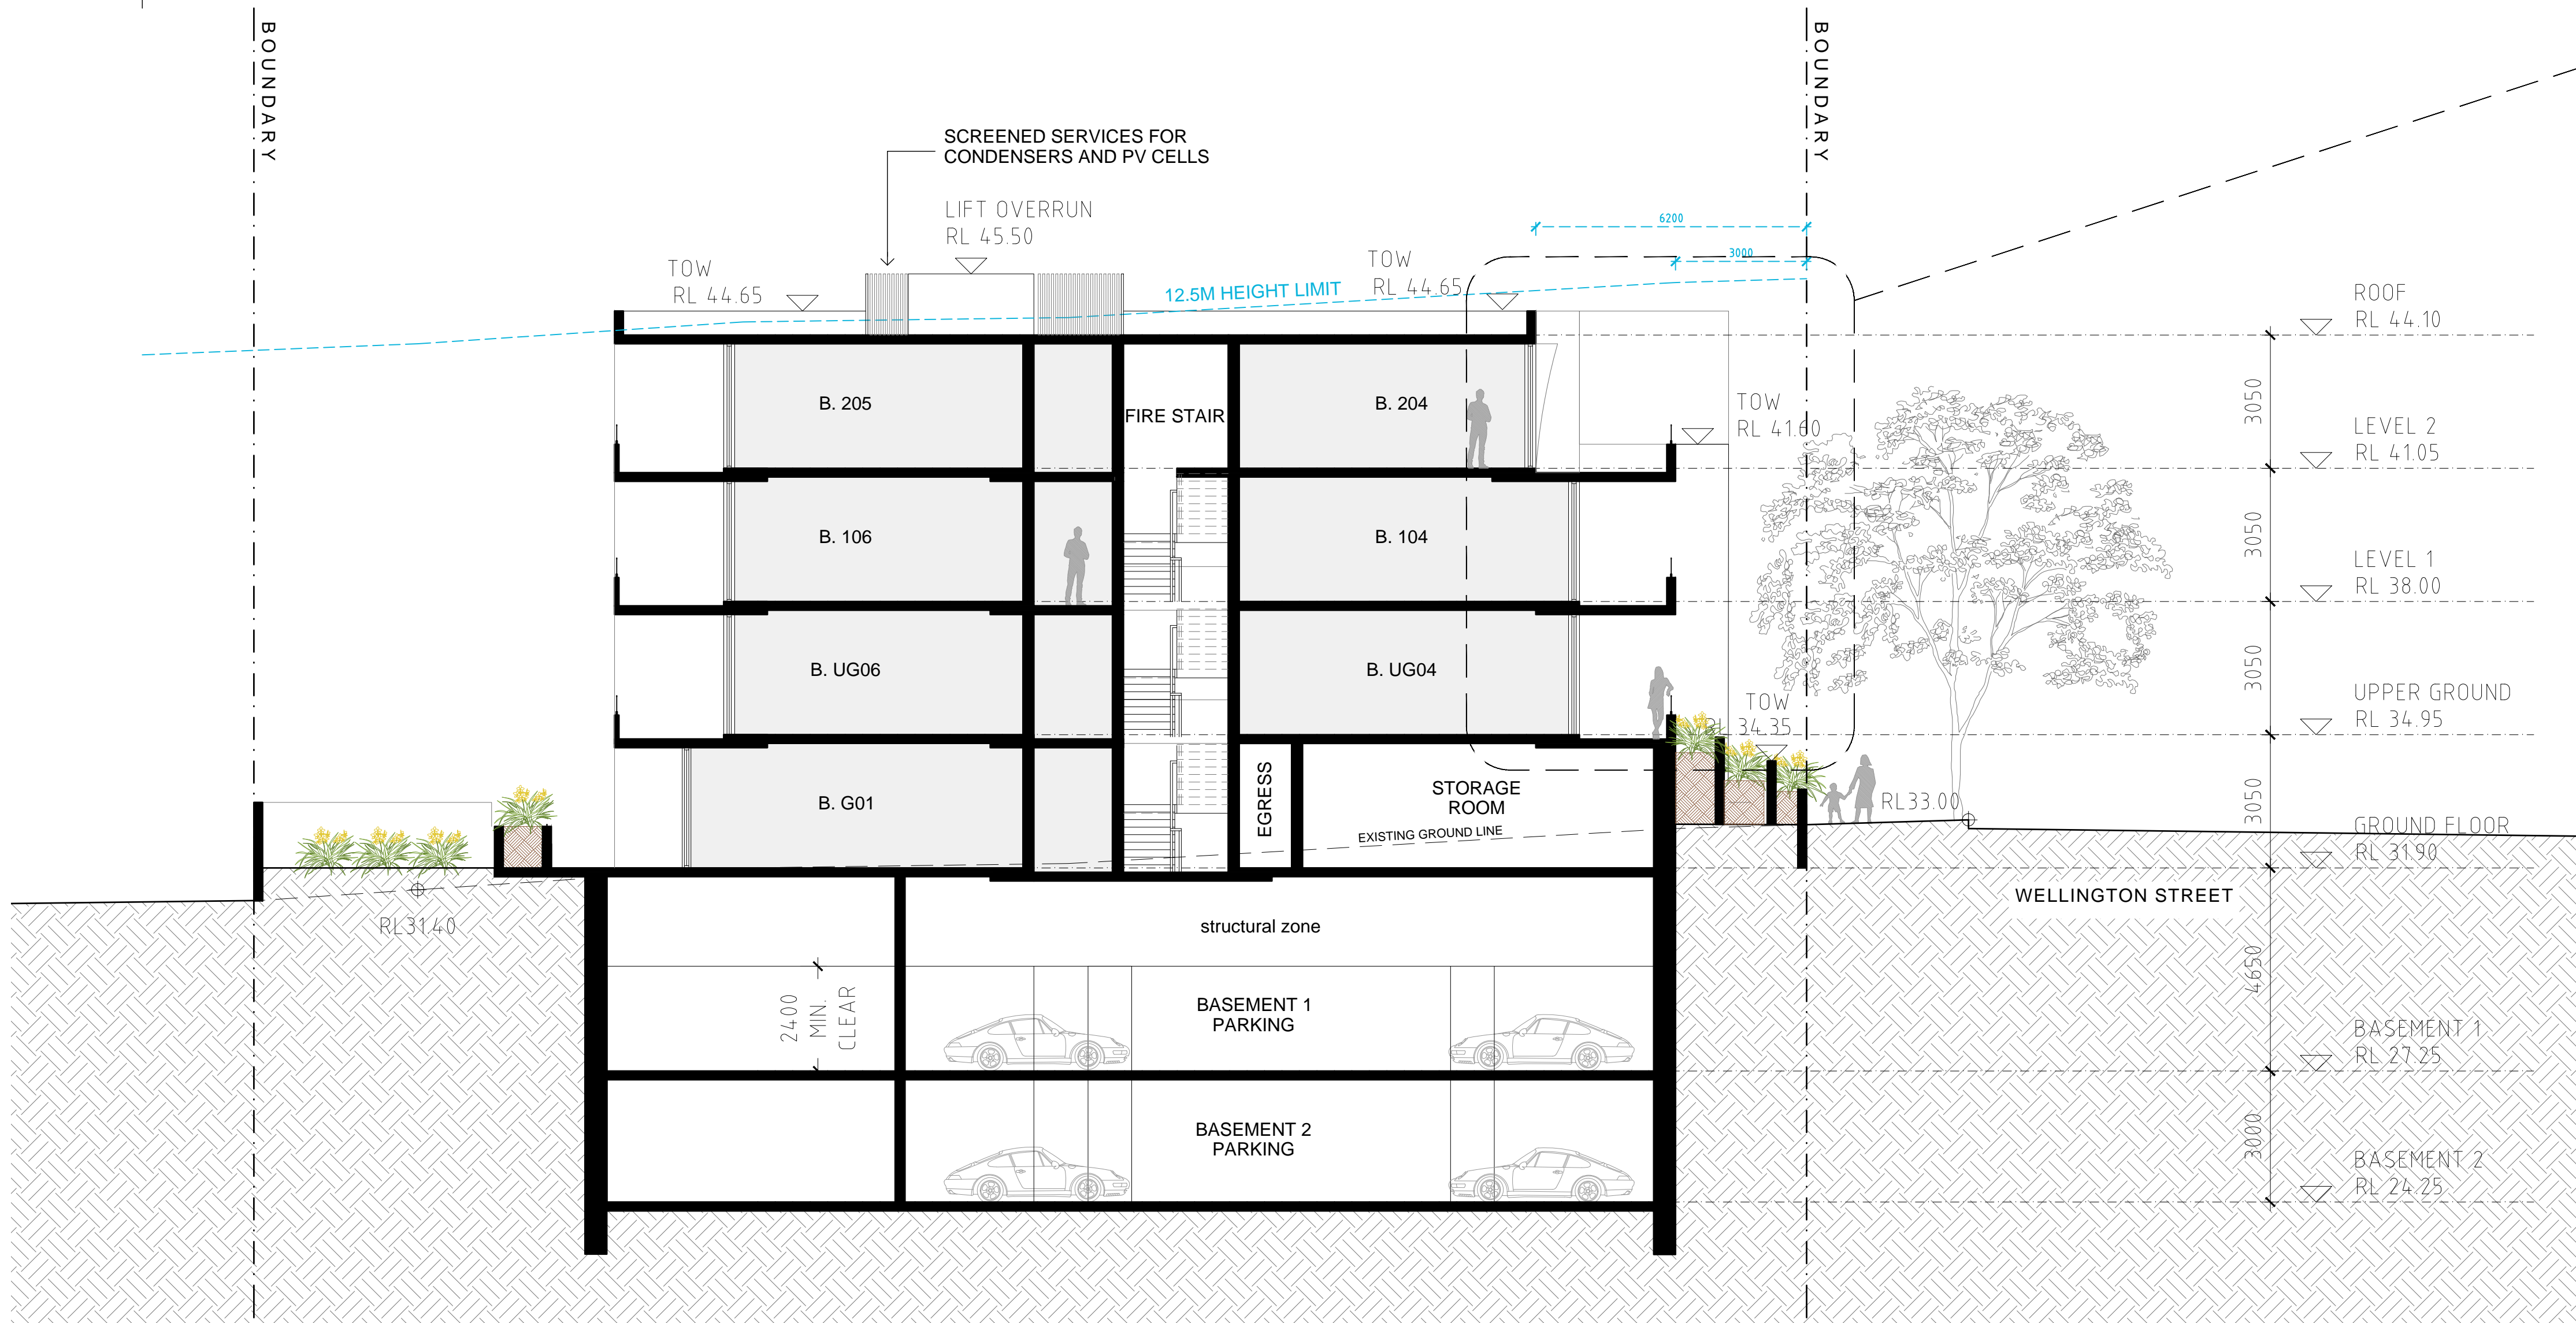 BOUNDARY
BOUNDARY
SCREENED SERVICES FOR
CONDENSERS AND PV CELLS
LIFT OVERRUN
RL 45.50
6200
3000
TOW
RL 44.65
TOW
RL 44.65
12.5M HEIGHT LIMIT
ROOF
RL 44.10
3050
B. 205
FIRE STAIR
B. 204
TOW
RL 41.60
LEVEL 2
RL 41.05
3050
B. 106
B. 104
LEVEL 1
RL 38.00
3050
B. UG06
B. UG04
TOW
RL 34.35
UPPER GROUND
RL 34.95
3050
B. G01
EGRESS
STORAGE
ROOM
EXISTING GROUND LINE
RL33.00
GROUND FLOOR
RL 31.90
WELLINGTON STREET
RL31.40
structural zone
4650
2400
MIN.
CLEAR
BASEMENT 1
PARKING
BASEMENT 1
RL 27.25
3000
BASEMENT 2
PARKING
BASEMENT 2
RL 24.25